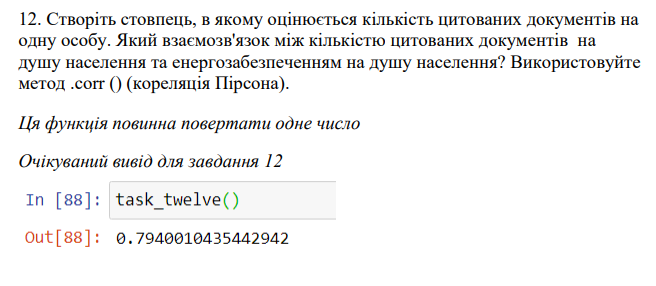 12. Створіть стовпець, в якому оцінюється кількість цитованих документів на
одну особу. Який взаємозв'язок між кількістю цитованих документів на
душу населення та енергозабезпеченням на душу населення? Використовуйте
метод .corr () (кореляція Пірсона).
Ця функція повинна повертати одне число
Очікуваний вивід для завдання 12
In [88]: task_twelve()
Out[88]: 0.7940010435442942